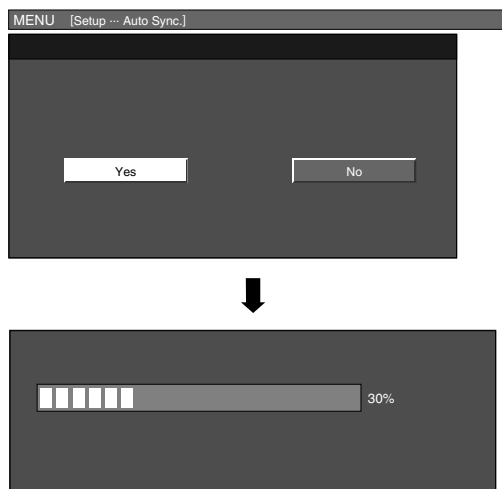 MENU [Setup ··· Auto Sync.]
Yes No
30%